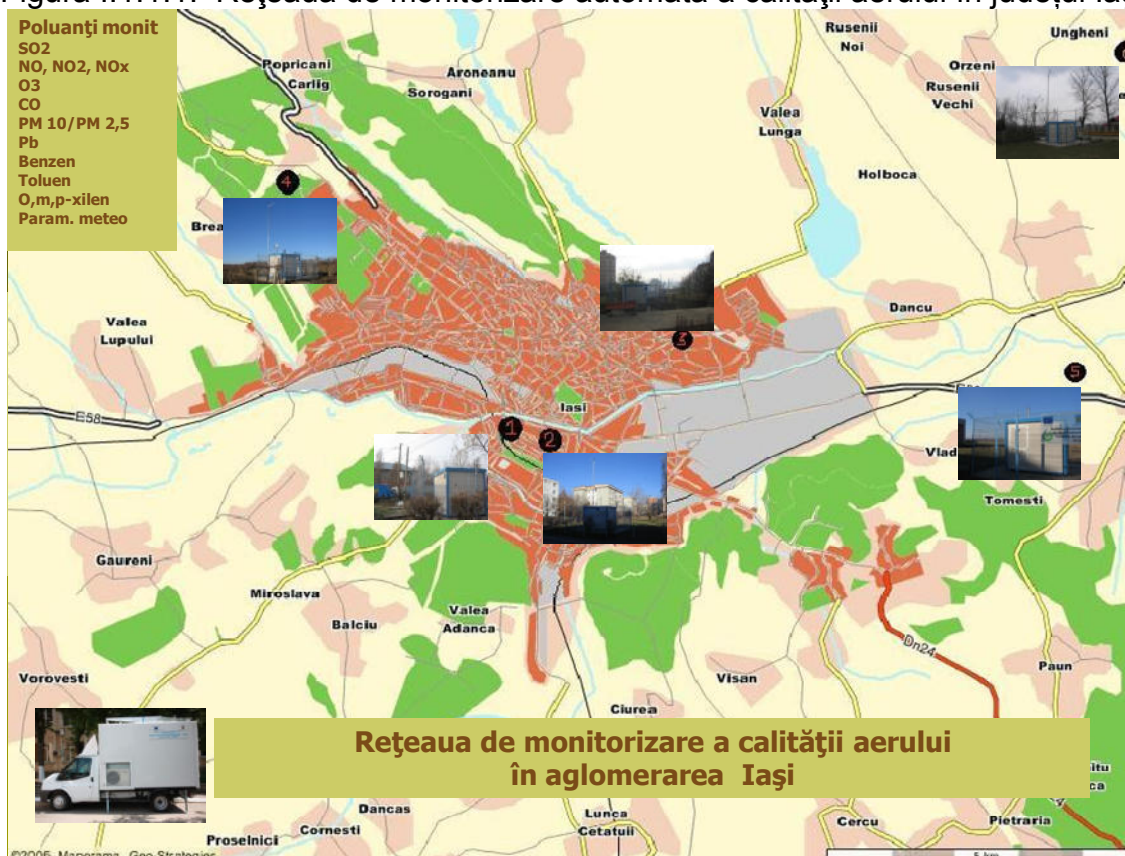 Poluanţi monit
SO2
NO, NO2, NOx
O3
CO
PM 10/PM 2,5
Pb
Benzen
Toluen
O,m,p-xilen
Param. meteo
Popricani
Carlig
Aroneanu
Sorogani
Rusenii
Noi
Ungheni
Orzeni
Rusenii
Vechi
Valea
Lunga
Holboca
4
Brea
3
Dancu
Valea
Lupului
5
E58
Iasi
1
2
Vlad
Tomesti
Gaureni
Miroslava
Balciu
Valea
Adanca
Dn24
Paun
Vorovesti
Visan
Ciurea
Reţeaua de monitorizare a calităţii aerului
în aglomerarea Iaşi
Dancas
Cornesti
Proselnici
Lunca
Cetatuii
Cercu
Pietraria
5 km